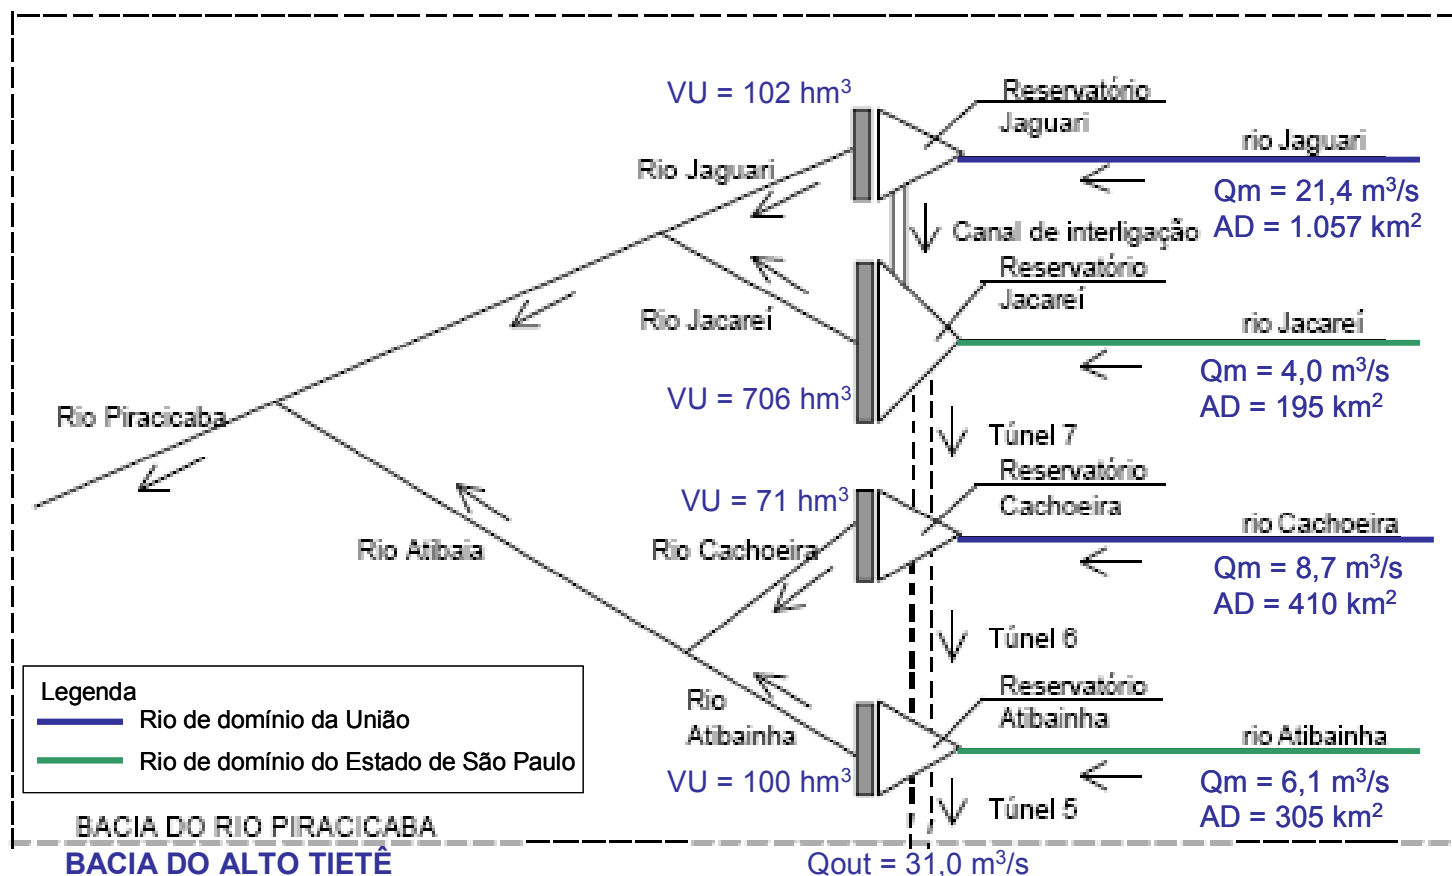 VU = 102 hm³
Reservatório
Jaguari
rio Jaguari
Rio Jaguari
Qm = 21,4 m³/s
AD = 1.057 km²
Canal de interligação
Reservatório
Jacareí
rio Jacareí
Rio Jacareí
Qm = 4,0 m³/s
AD = 195 km²
VU = 706 hm³
Rio Piracicaba
Túnel 7
Reservatório
Cachoeira
VU = 71 hm³
rio Cachoeira
Rio Atibaia
Rio Cachoeira
Qm = 8,7 m³/s
AD = 410 km²
Túnel 6
Legenda
Rio de domínio da União
Rio de domínio do Estado de São Paulo
Rio
Atibainha
Reservatório
Atibainha
rio Atibainha
VU = 100 hm³
Qm = 6,1 m³/s
AD = 305 km²
Túnel 5
BACIA DO RIO PIRACICABA
BACIA DO ALTO TIETÊ
Qout = 31,0 m³/s